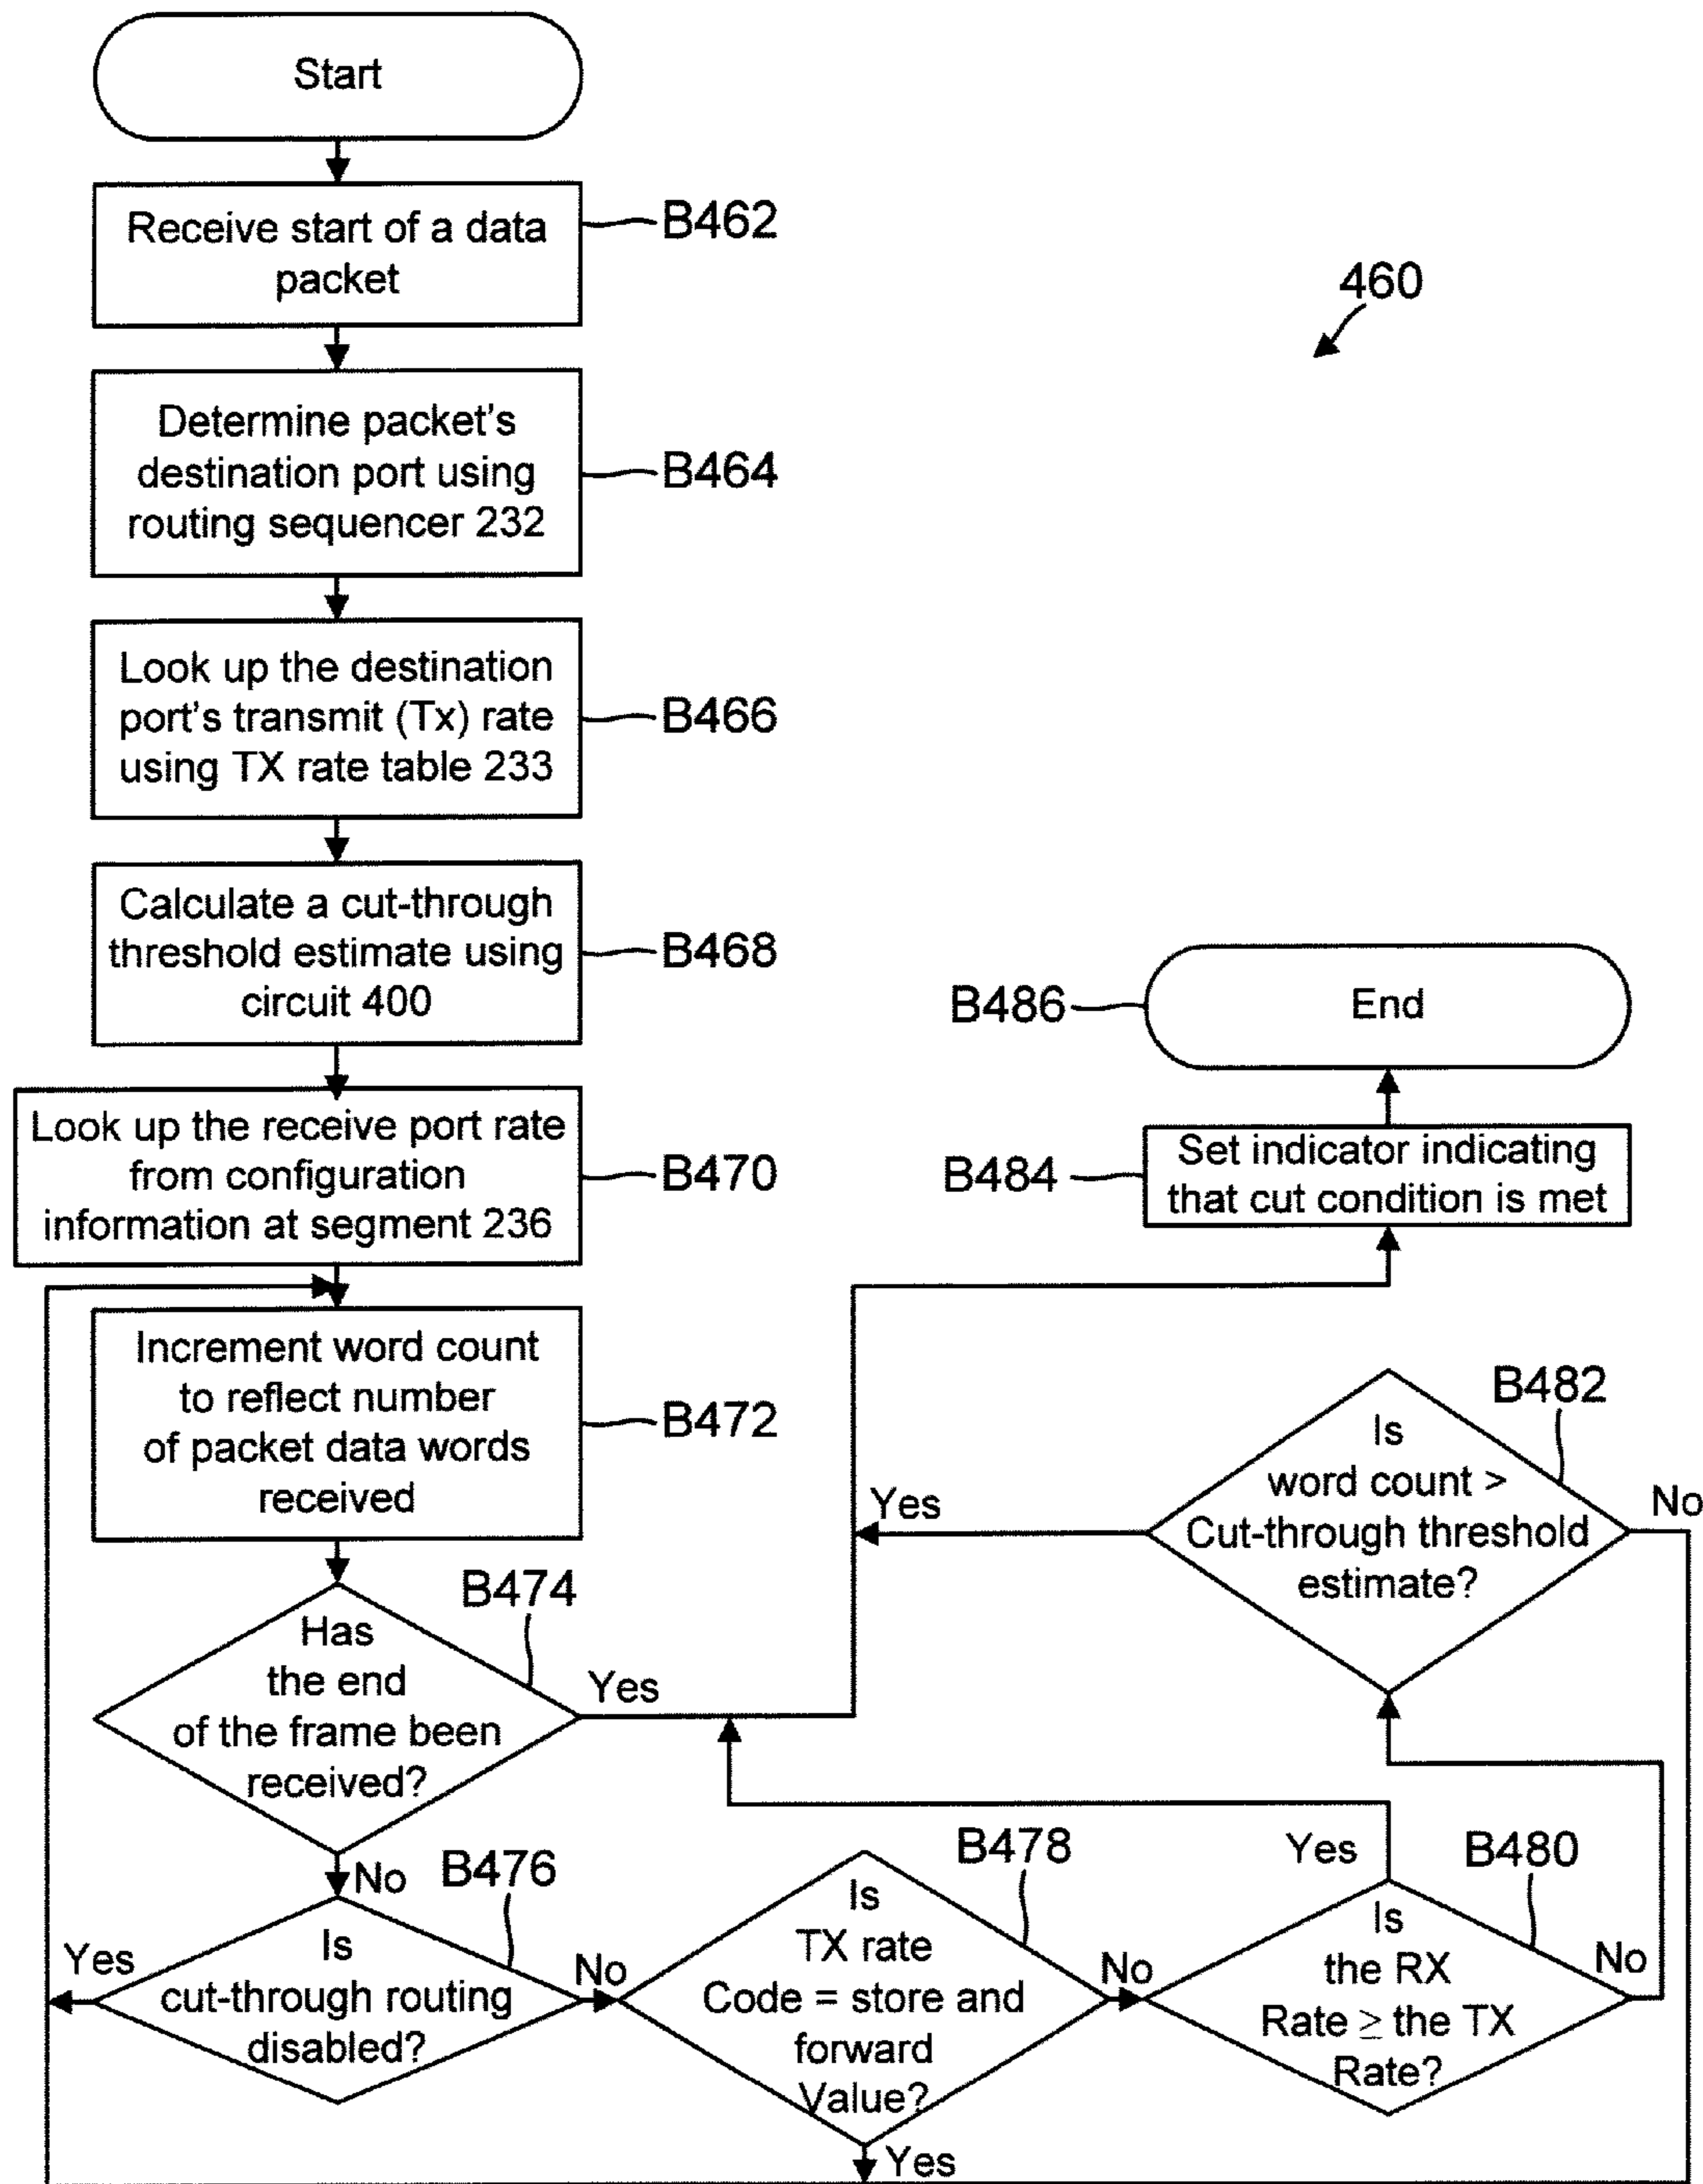 Start
Receive start of a data
packet
B462
460
Determine packet's
destination port using
routing sequencer 232
B464
Look up the destination
port's transmit (Tx) rate
using TX rate table 233
B466
Calculate a cut-through
threshold estimate using
circuit 400
B468
Look up the receive port rate
from configuration
information at segment 236
B470
B486
End
B484
Set indicator indicating
that cut condition is met
Increment word count
to reflect number
of packet data words
received
B472
B482
Is
word count >
Cut-through threshold
estimate?
Yes
No
B474
Has
the end
of the frame been
received?
Yes
No
B476
Is
cut-through routing
disabled?
Yes
No
B478
Is
TX rate
Code = store and
forward
Value?
No
Yes
B480
Is
the RX
Rate ≥ the TX
Rate?
Yes
No